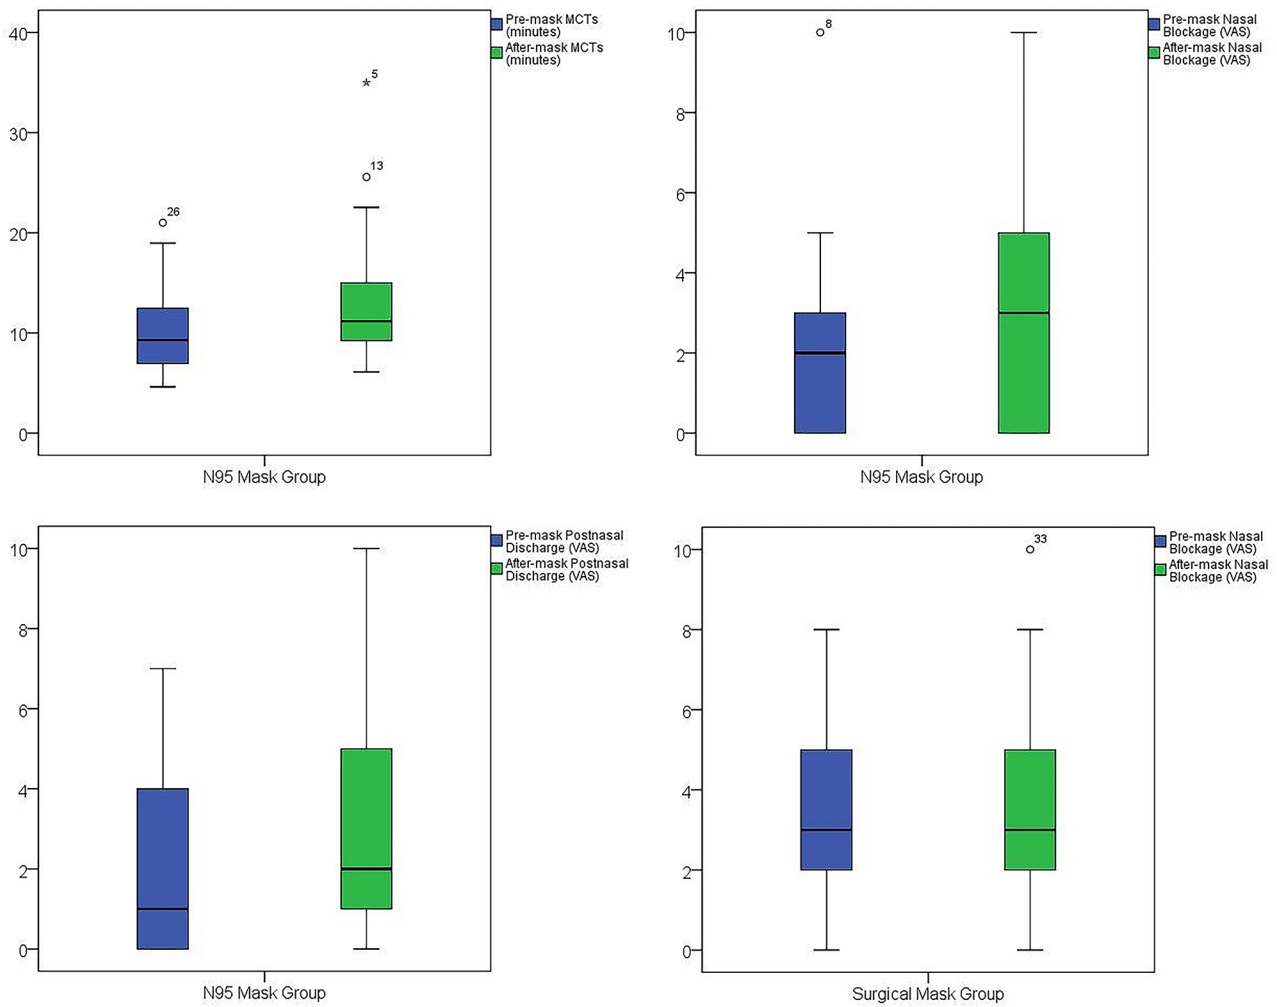 Pre-mask MCTs
(minutes)
After-mask MCTs
(minutes)
40
30
20
10
0
26
5
13
N95 Mask Group
Pre-mask Nasal
Blockage (VAS)
After-mask Nasal
Blockage (VAS)
10
8
6
4
2
0
8
N95 Mask Group
Pre-mask Postnasal
Discharge (VAS)
After-mask Postnasal
Discharge (VAS)
10
8
6
4
2
0
N95 Mask Group
Pre-mask Nasal
Blockage (VAS)
After-mask Nasal
Blockage (VAS)
10
8
6
4
2
0
33
Surgical Mask Group